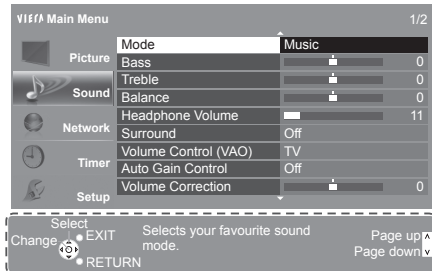 VIErA Main Menu 1/2
Picture
Sound
Network
Timer
Setup
Mode Music
Bass 0
Treble 0
Balance 0
Headphone Volume 11
Surround Off
Volume Control (VAO) TV
Auto Gain Control Off
Volume Correction 0
Select
Change EXIT
RETURN
Selects your favourite sound
mode.
Page up
Page down